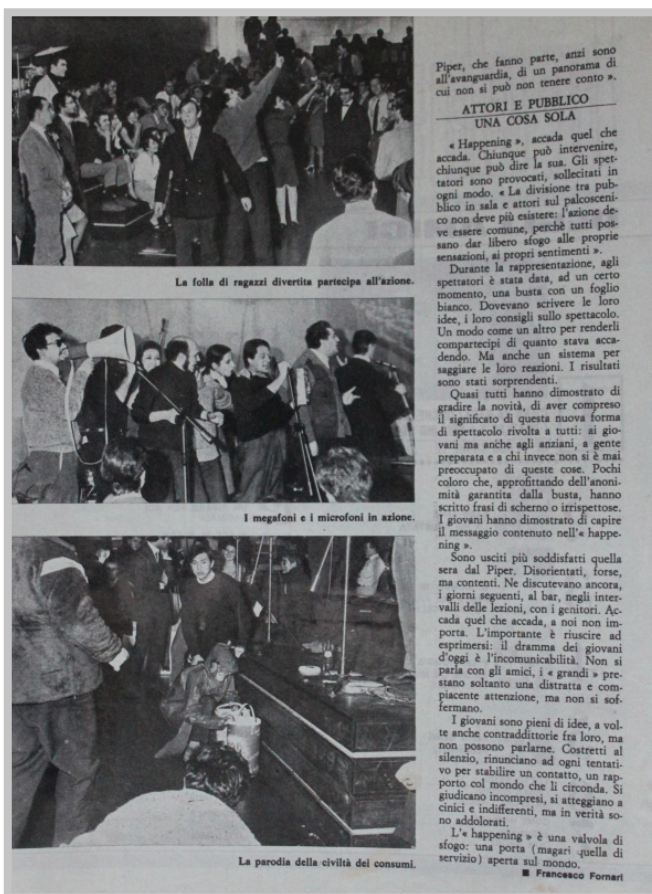 La folla di ragazzi divertita partecipa all'azione.
I megafoni e i microfoni in azione.
La parodia della civiltà dei consumi.
Piper, che fanno parte, anzi sono
all'avanguardia, di un panorama di
cui non si può non tenere conto ».
ATTORI E PUBBLICO
UNA COSA SOLA
« Happening », accada quel che
accada. Chiunque può intervenire,
chiunque può dire la sua. Gli spet-
tatori sono provocati, sollecitati in
ogni modo. « La divisione tra pub-
blico in sala e attori sul palcosceni-
co non deve più esistere: l'azione de-
ve essere comune, perchè tutti pos-
sano dar libero sfogo alle proprie
sensazioni, ai propri sentimenti ».
Durante la rappresentazione, agli
spettatori è stata data, ad un certo
momento, una busta con un foglio
bianco. Dovevano scrivere le loro
idee, i loro consigli sullo spettacolo.
Un modo come un altro per renderli
compartecipi di quanto stava acca-
dendo. Ma anche un sistema per
saggiare le loro reazioni. I risultati
sono stati sorprendenti.
Quasi tutti hanno dimostrato di
gradire la novità, di aver compreso
il significato di questa nuova forma
di spettacolo rivolta a tutti: ai gio-
vani ma anche agli anziani, a gente
preparata e a chi invece non si è mai
preoccupato di queste cose. Pochi
coloro che, approfittando dell'anoni-
mità garantita dalla busta, hanno
scritto frasi di scherno o irrispettose.
I giovani hanno dimostrato di capire
il messaggio contenuto nell'« happe-
ning ».
Sono usciti più soddisfatti quella
sera dal Piper. Disorientati, forse,
ma contenti. Ne discutevano ancora,
i giorni seguenti, al bar, negli inter-
valli delle lezioni, con i genitori. Ac-
cada quel che accada, a noi non im-
porta. L'importante è riuscire ad
esprimersi: il dramma dei giovani
d'oggi è l'incomunicabilità. Non si
parla con gli amici, i « grandi » pre-
stano soltanto una distratta e com-
piacente attenzione, ma non si sof-
fermano.
I giovani sono pieni di idee, a vol-
te anche contraddittorie fra loro, ma
non possono parlarne. Costretti al
silenzio, rinunciano ad ogni tentati-
vo per stabilire un contatto, un rap-
porto col mondo che li circonda. Si
giudicano incompresi, si atteggiano a
cinici e indifferenti, ma in verità so-
no addolorati.
L'« happening » è una valvola di
sfogo: una porta (magari quella di
servizio) aperta sul mondo.
■ Francesco Fornari